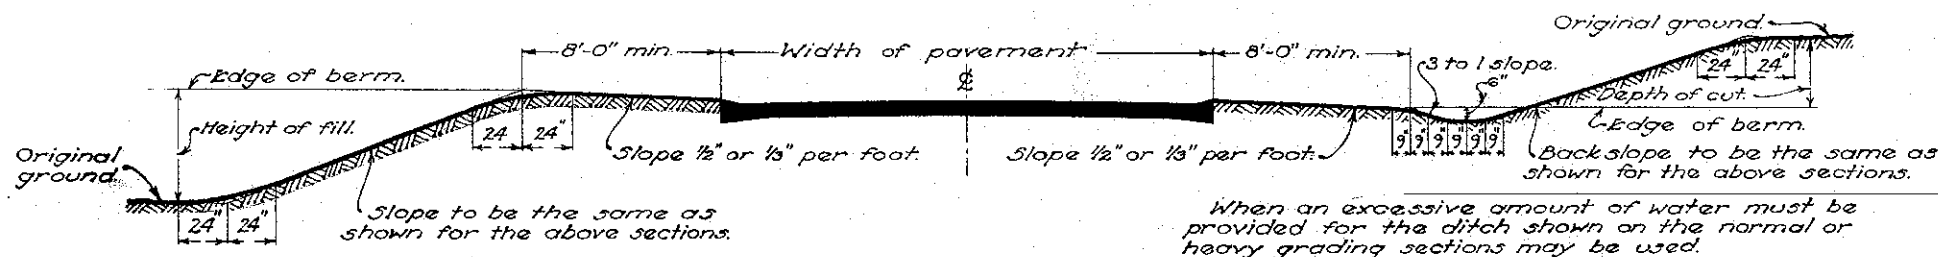 Original ground.
8'-0" min.
Width of pavement
8'-0" min.
Edge of berm.
3 to 1 slope.
24" 24"
℄
6"
Depth of cut.
Height of fill.
24 24"
9" 9" 9" 9" 9" 9"
Edge of berm.
Original
ground.
Slope 1/2" or 1/3" per foot.
Slope 1/2" or 1/3" per foot.
Backslope to be the same as
shown for the above sections.
24" 24"
Slope to be the same as
shown for the above sections.
When an excessive amount of water must be
provided for the ditch shown on the normal or
heavy grading sections may be used.